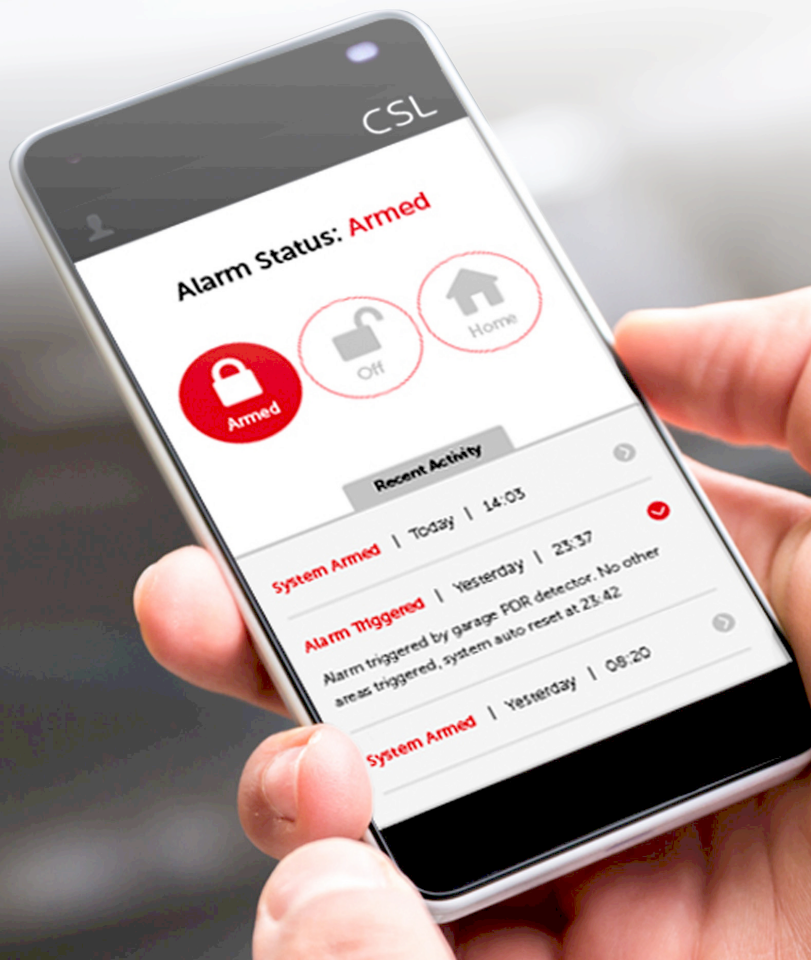 CSL
Alarm Status: Armed
Armed
Off
Home
Recent Activity
System Armed | Today | 14:03
Alarm Triggered | Yesterday | 23:37
Alarm triggered by garage PDR detector. No other
areas triggered, system auto reset at 23:42
System Armed | Yesterday | 08:20